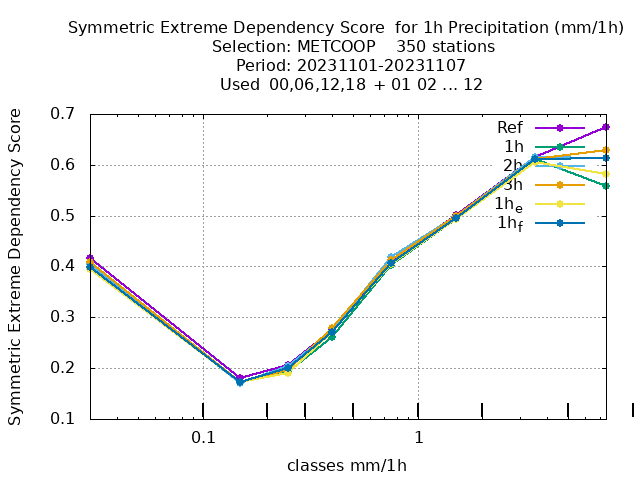 Symmetric Extreme Dependency Score for 1h Precipitation (mm/1h)
Selection: METCOOP 350 stations
Period: 20231101-20231107
Used 00,06,12,18 + 01 02 ... 12
Symmetric Extreme Dependency Score
0.7
0.6
0.5
0.4
0.3
0.2
0.1
Ref
1h
2h
3h
1he
1hf
0.1 1
classes mm/1h